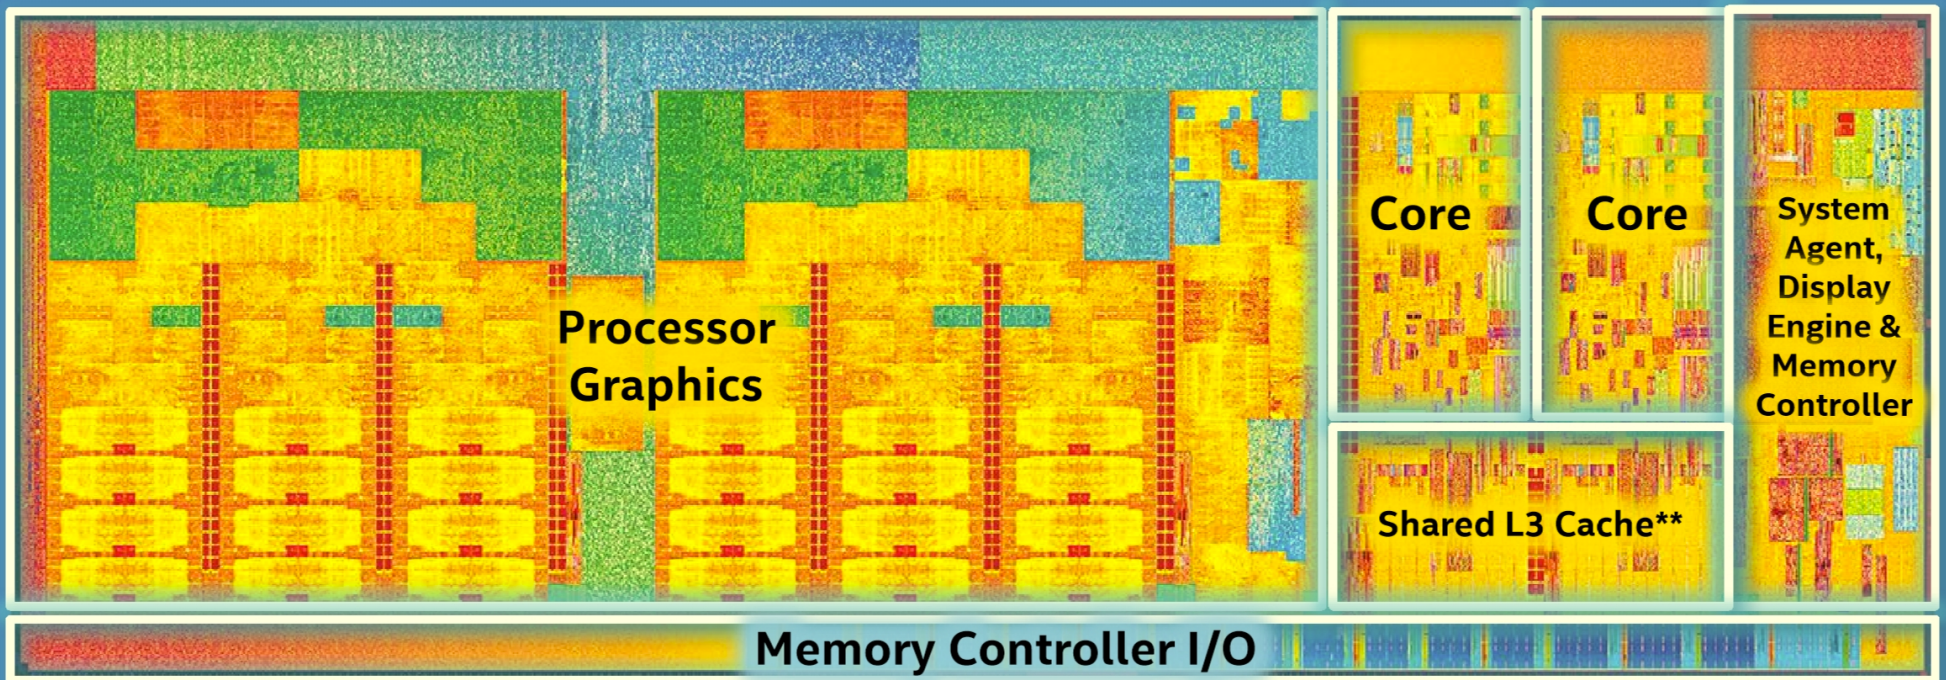 Processor
Graphics
Core
Core
System
Agent,
Display
Engine &
Memory
Controller
Shared L3 Cache**
Memory Controller I/O